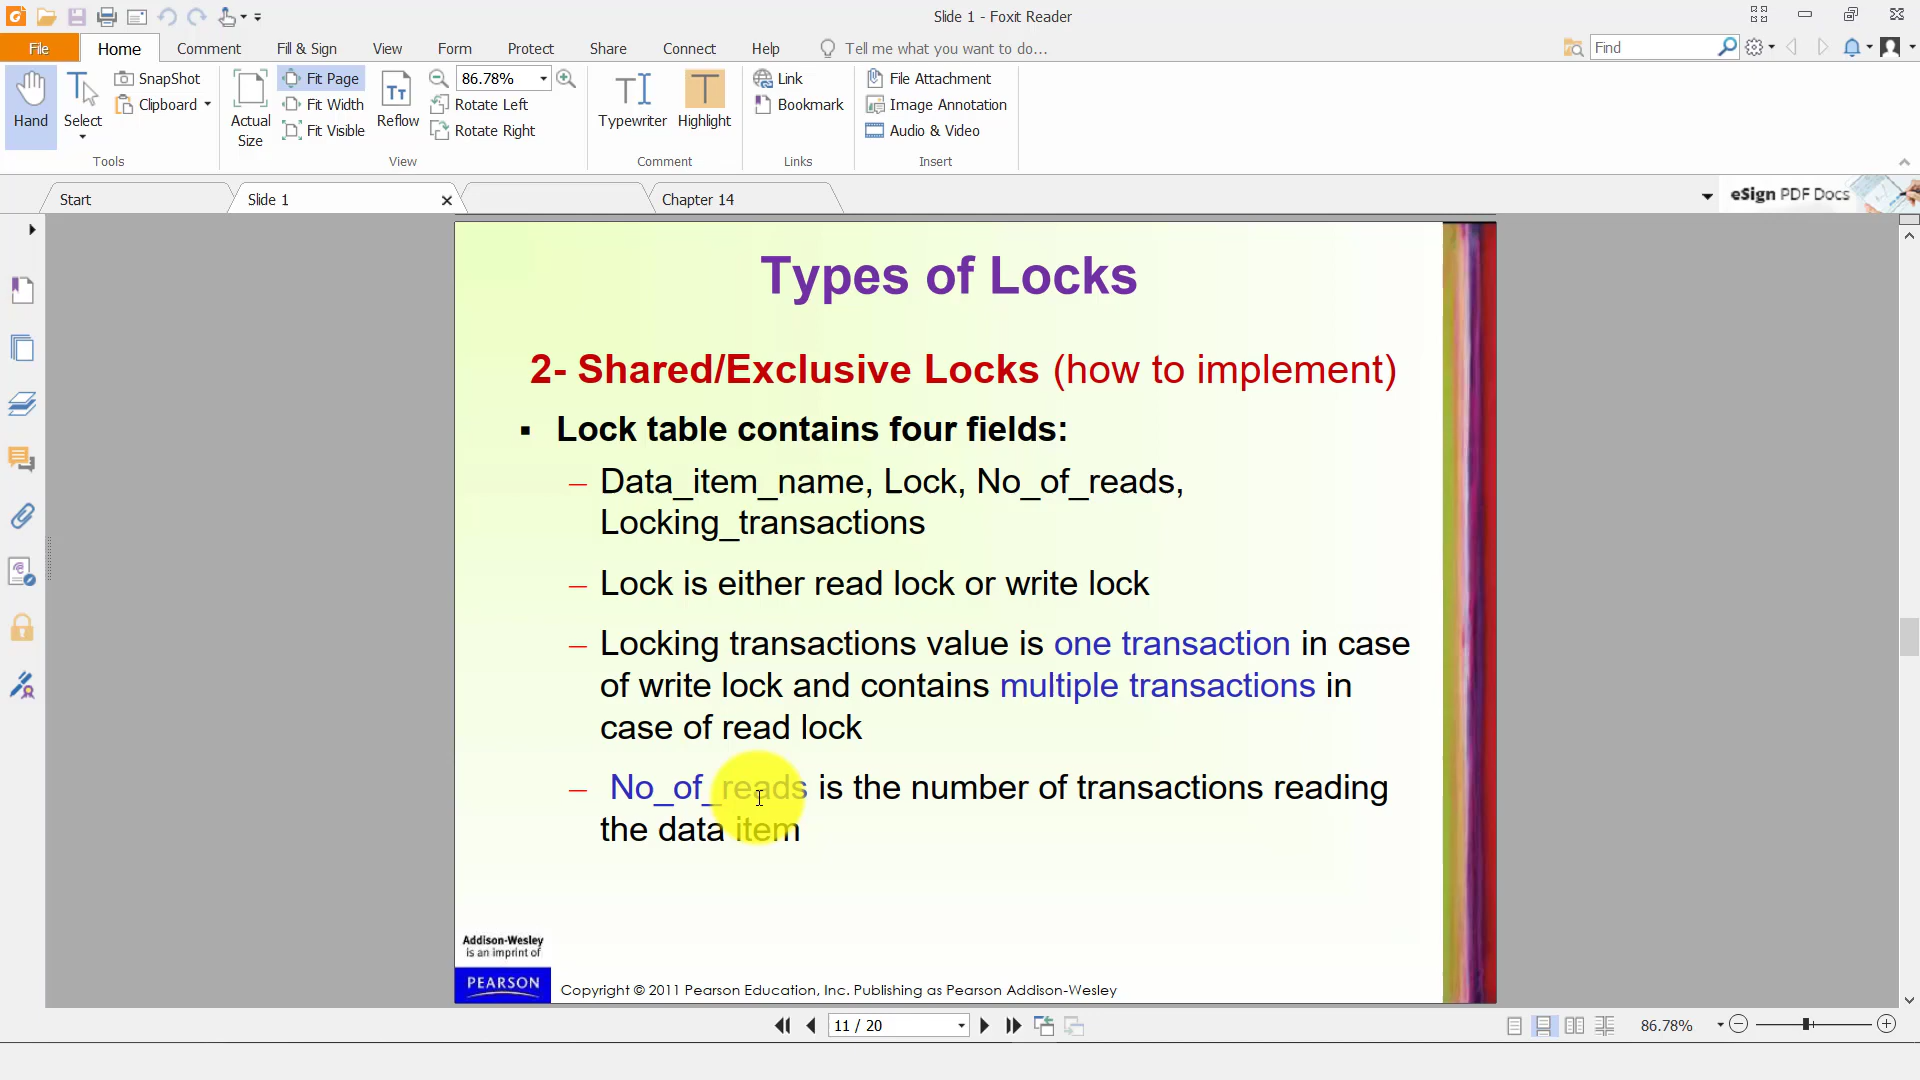 Slide 1 - Foxit Reader
File Home Comment Fill & Sign View Form Protect Share Connect Help Tell me what you want to do... Find
Hand
Select
SnapShot
Clipboard
Tools
Actual
Size
Fit Page
Fit Width
Fit Visible
Reflow
86.78%
Rotate Left
Rotate Right
View
Typewriter
Highlight
Comment
Link
Bookmark
Links
File Attachment
Image Annotation
Audio & Video
Insert
Start Slide 1 Chapter 14 eSign PDF Docs
Types of Locks
2- Shared/Exclusive Locks (how to implement)
▪ Lock table contains four fields:
– Data_item_name, Lock, No_of_reads,
Locking_transactions
– Lock is either read lock or write lock
– Locking transactions value is one transaction in case
of write lock and contains multiple transactions in
case of read lock
– No_of_reads is the number of transactions reading
the data item
Addison-Wesley
is an imprint of
PEARSON
Copyright © 2011 Pearson Education, Inc. Publishing as Pearson Addison-Wesley
11 / 20 86.78%